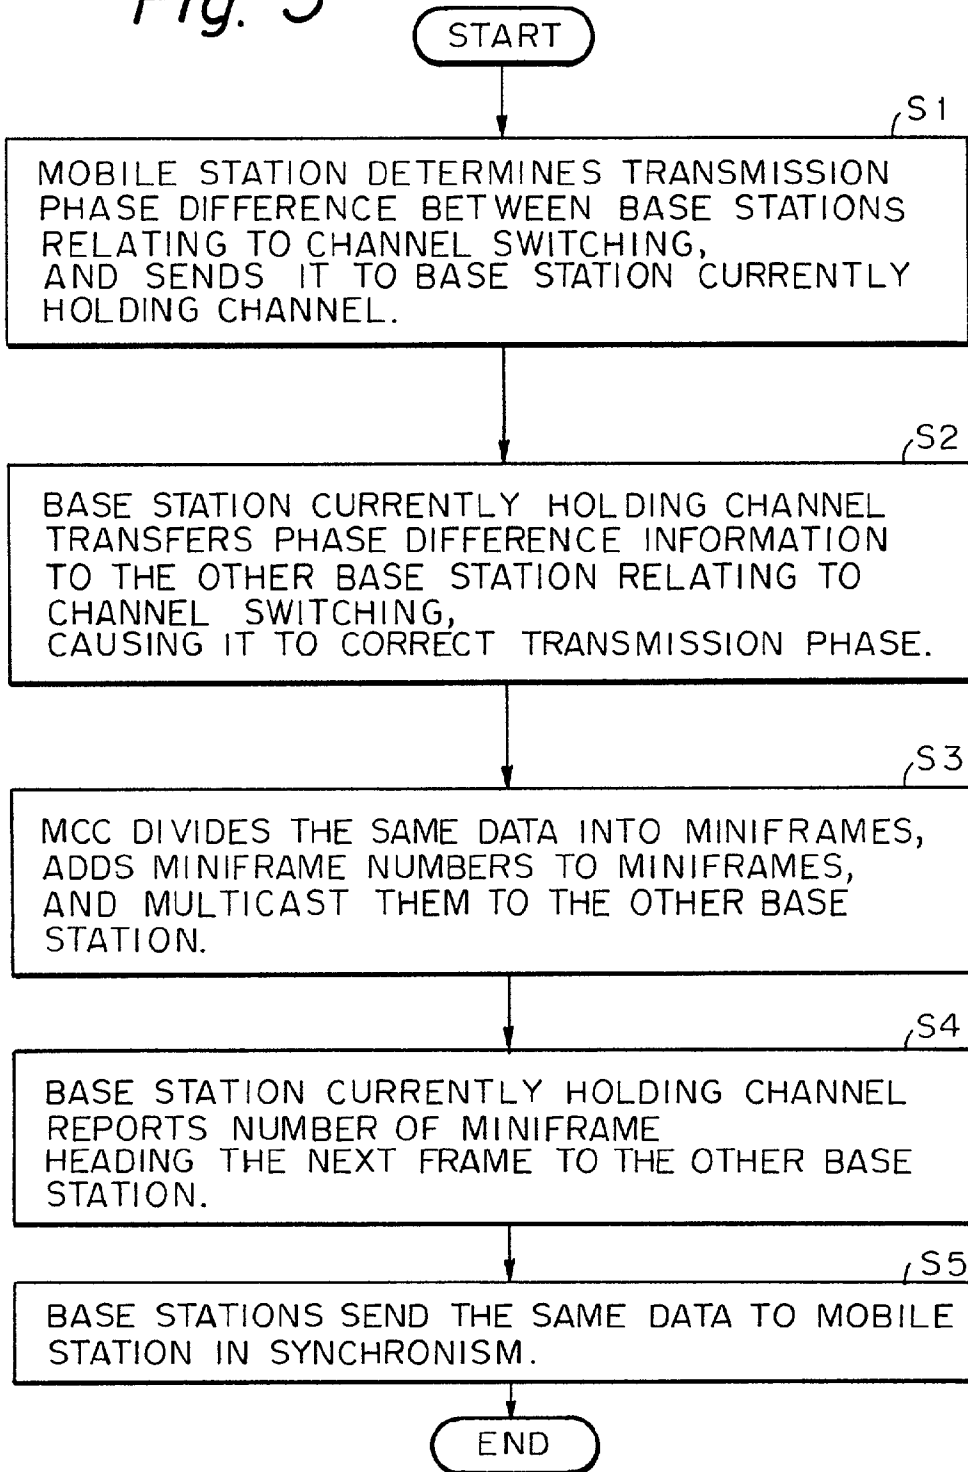 Fig.
START
S1
MOBILE STATION DETERMINES TRANSMISSION
PHASE DIFFERENCE BETWEEN BASE STATIONS
RELATING TO CHANNEL SWITCHING,
AND SENDS IT TO BASE STATION CURRENTLY
HOLDING CHANNEL.
S2
BASE STATION CURRENTLY HOLDING CHANNEL
TRANSFERS PHASE DIFFERENCE INFORMATION
TO THE OTHER BASE STATION RELATING TO
CHANNEL SWITCHING,
CAUSING IT TO CORRECT TRANSMISSION PHASE.
S3
MCC DIVIDES THE SAME DATA INTO MINIFRAMES,
ADDS MINIFRAME NUMBERS TO MINIFRAMES,
AND MULTICAST THEM TO THE OTHER BASE
STATION.
S4
BASE STATION CURRENTLY HOLDING CHANNEL
REPORTS NUMBER OF MINIFRAME
HEADING THE NEXT FRAME TO THE OTHER BASE
STATION.
S5
BASE STATIONS SEND THE SAME DATA TO MOBILE
STATION IN SYNCHRONISM.
END